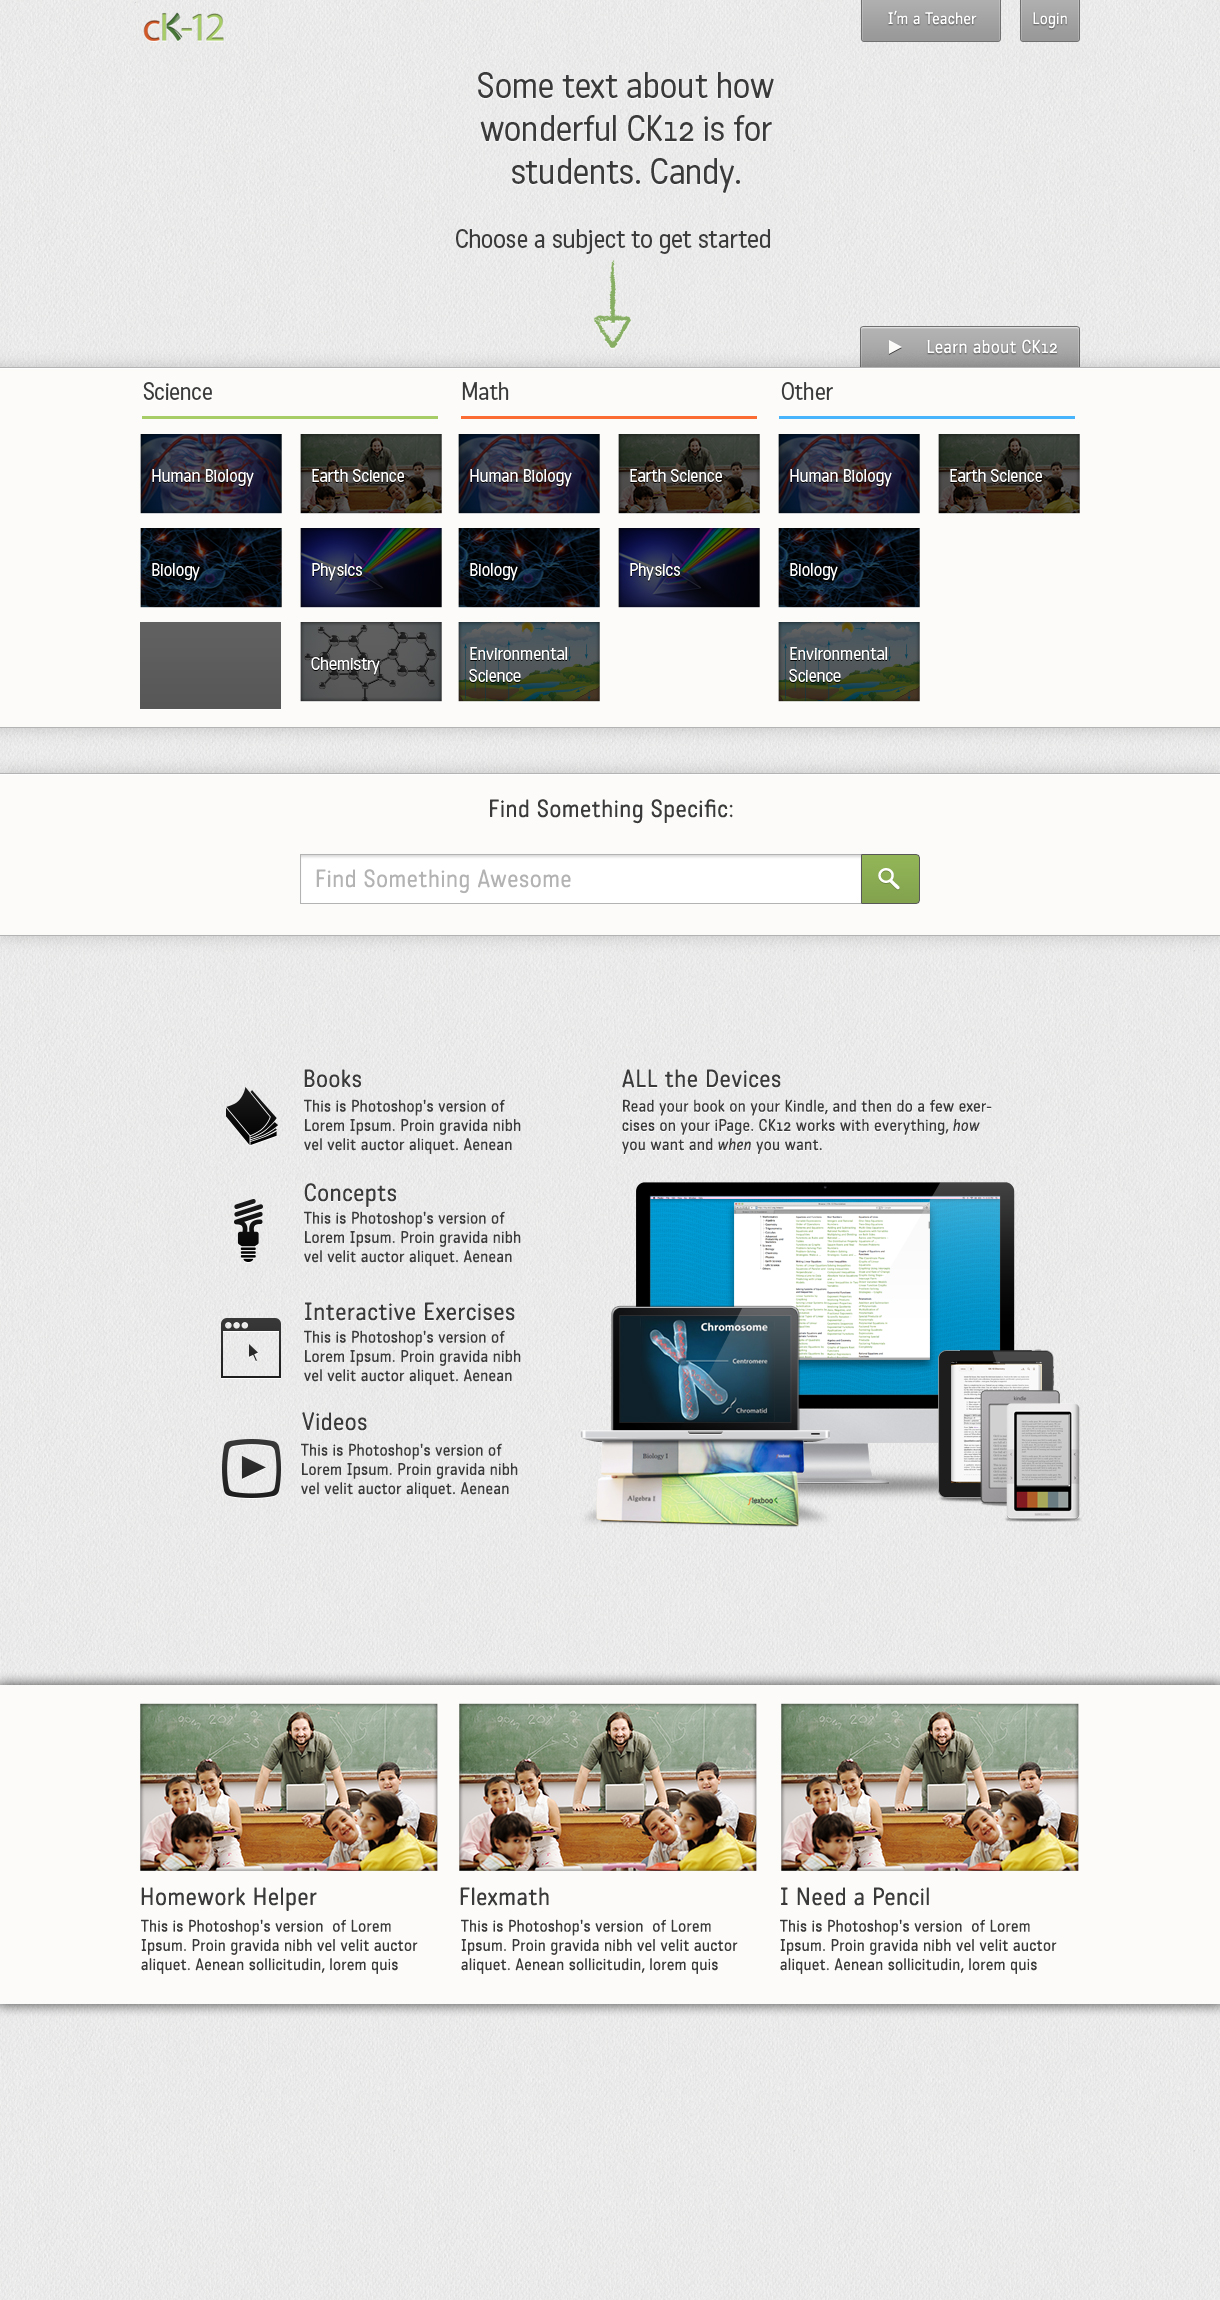 cK-12
I'm a Teacher
Login
Some text about how
wonderful CK12 is for
students. Candy.
Choose a subject to get started
Learn about CK12
Science
Math
Other
Human Biology
Earth Science
Human Biology
Earth Science
Human Biology
Earth Science
Biology
Physics
Biology
Physics
Biology
Chemistry
Environmental
Science
Environmental
Science
Find Something Specific:
Find Something Awesome
Books
This is Photoshop's version of
Lorem Ipsum. Proin gravida nibh
vel velit auctor aliquet. Aenean
Concepts
This is Photoshop's version of
Lorem Ipsum. Proin gravida nibh
vel velit auctor aliquet. Aenean
Interactive Exercises
This is Photoshop's version of
Lorem Ipsum. Proin gravida nibh
vel velit auctor aliquet. Aenean
Videos
This is Photoshop's version of
Lorem Ipsum. Proin gravida nibh
vel velit auctor aliquet. Aenean
ALL the Devices
Read your book on your Kindle, and then do a few exer-
cises on your iPage. CK12 works with everything, how
you want and when you want.
Chromosome
Centromere
Chromatid
Biology I
Algebra I
flexboo
kindle
Homework Helper
This is Photoshop's version of Lorem
Ipsum. Proin gravida nibh vel velit auctor
aliquet. Aenean sollicitudin, lorem quis
Flexmath
This is Photoshop's version of Lorem
Ipsum. Proin gravida nibh vel velit auctor
aliquet. Aenean sollicitudin, lorem quis
I Need a Pencil
This is Photoshop's version of Lorem
Ipsum. Proin gravida nibh vel velit auctor
aliquet. Aenean sollicitudin, lorem quis